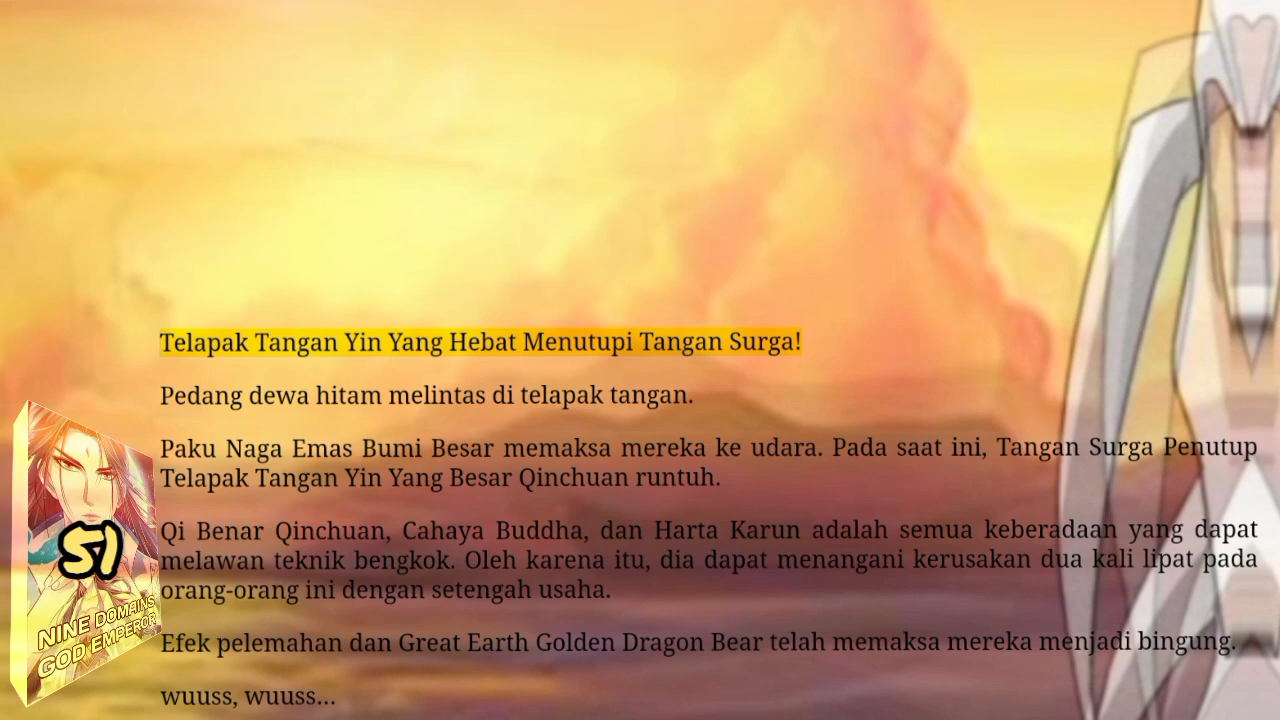 Telapak Tangan Yin Yang Hebat Menutupi Tangan Surga!
Pedang dewa hitam melintas di telapak tangan.
Paku Naga Emas Bumi Besar memaksa mereka ke udara. Pada saat ini, Tangan Surga Penutup
Telapak Tangan Yin Yang Besar Qinchuan runtuh.
Qi Benar Qinchuan, Cahaya Buddha, dan Harta Karun adalah semua keberadaan yang dapat
melawan teknik bengkok. Oleh karena itu, dia dapat menangani kerusakan dua kali lipat pada
orang-orang ini dengan setengah usaha.
Efek pelemahan dan Great Earth Golden Dragon Bear telah memaksa mereka menjadi bingung.
wuuss, wuuss...
51
NINE DOMAINS
GOD EMPEROR